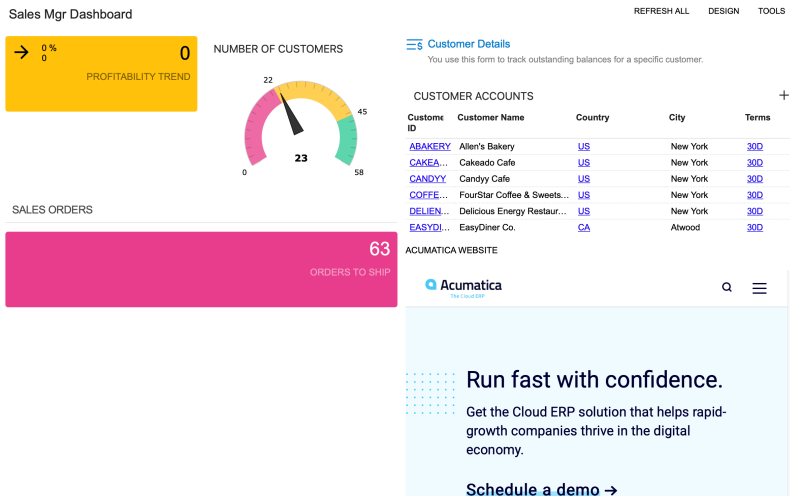 Sales Mgr Dashboard
REFRESH ALL DESIGN TOOLS
0 %
0
0
PROFITABILITY TREND
NUMBER OF CUSTOMERS
22
45
23
0
58
SALES ORDERS
63
ORDERS TO SHIP
Customer Details
You use this form to track outstanding balances for a specific customer.
CUSTOMER ACCOUNTS
Custome Customer Name Country City Terms
ID
ABAKERY Allen's Bakery US New York 30D
CAKEA... Cakeado Cafe US New York 30D
CANDYY Candyy Cafe US New York 30D
COFFE... FourStar Coffee & Sweets... US New York 30D
DELIEN... Delicious Energy Restaur... US New York 30D
EASYDI... EasyDiner Co. CA Atwood 30D
ACUMATICA WEBSITE
Acumatica
The Cloud ERP
Run fast with confidence.
Get the Cloud ERP solution that helps rapid-
growth companies thrive in the digital
economy.
Schedule a demo →